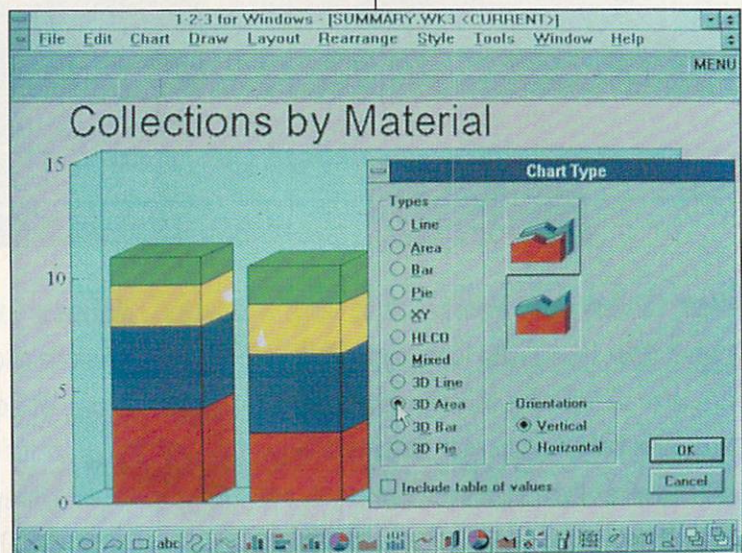 1-2-3 for Windows - [SUMMARY.WK3 <CURRENT>]
File Edit Chart Draw Layout Rearrange Style Tools Window Help
MENU
Collections by Material
15
10
5
0
Chart Type
Types
Line
Area
Bar
Pie
XY
HLCO
Mixed
3D Line
3D Area
3D Bar
3D Pie
Orientation
Vertical
Horizontal
OK
Cancel
Include table of values
abc